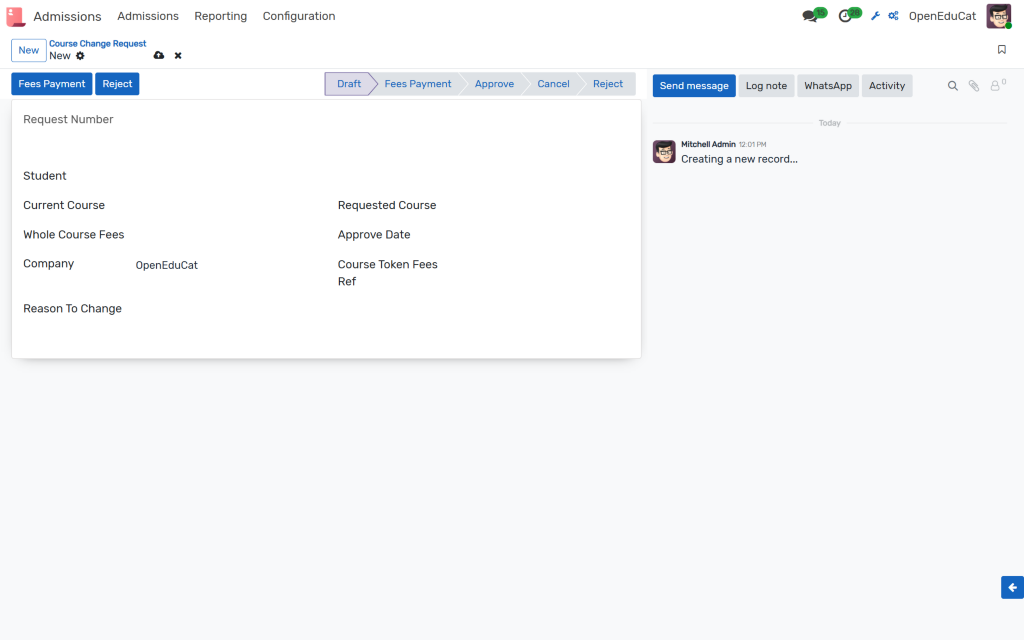 Admissions Admissions Reporting Configuration 15 28 OpenEduCat
New Course Change Request
New
Fees Payment Reject Draft Fees Payment Approve Cancel Reject Send message Log note WhatsApp Activity 0
Request Number
Today
Mitchell Admin 12:01 PM
Creating a new record...
Student
Current Course Requested Course
Whole Course Fees Approve Date
Company OpenEduCat Course Token Fees
Ref
Reason To Change